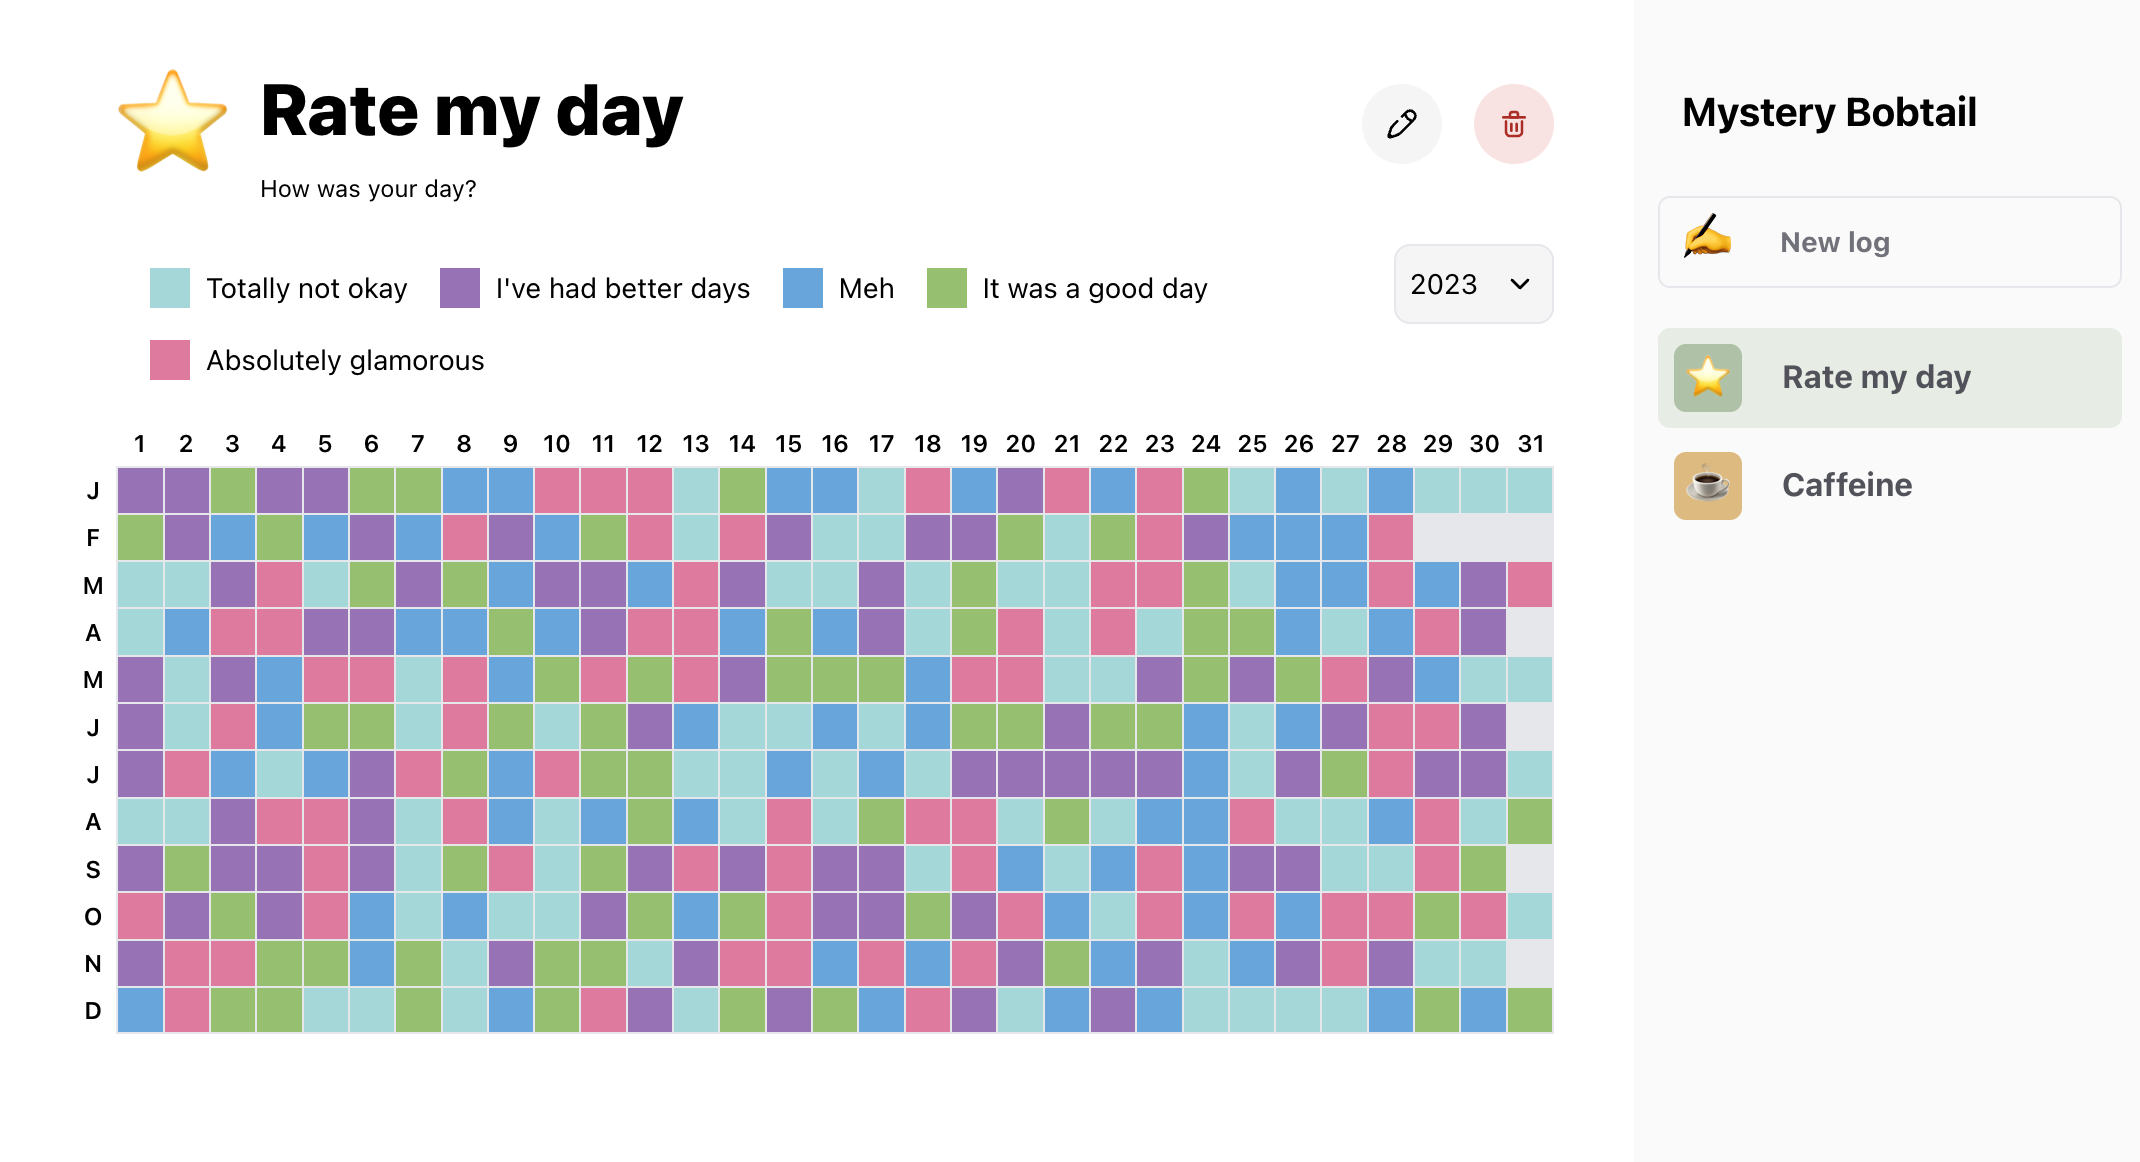 Rate my day
How was your day?
Totally not okay I've had better days Meh It was a good day
Absolutely glamorous
2023
1 2 3 4 5 6 7 8 9 10 11 12 13 14 15 16 17 18 19 20 21 22 23 24 25 26 27 28 29 30 31
J
F
M
A
M
J
J
A
S
O
N
D
Mystery Bobtail
New log
Rate my day
Caffeine